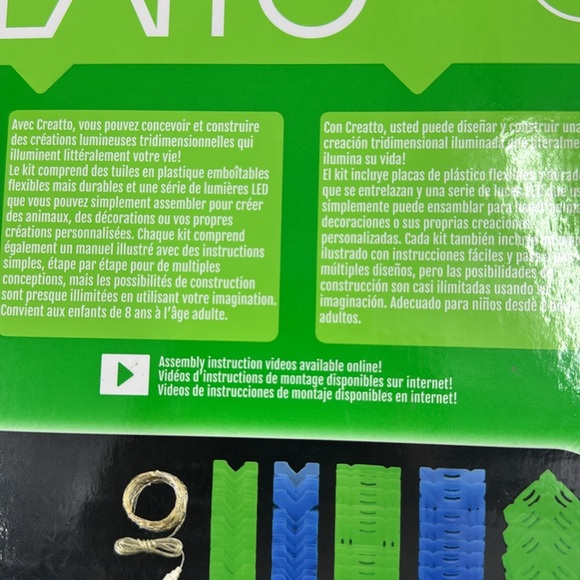 Avec Creatto, vous pouvez concevoir et construire
des créations lumineuses tridimensionnelles qui
illuminent littéralement votre vie!
Le kit comprend des tuiles en plastique emboîtables
flexibles mais durables et une série de lumières LED
que vous pouvez simplement assembler pour créer
des animaux, des décorations ou vos propres
créations personnalisées. Chaque kit comprend
également un manuel illustré avec des instructions
simples, étape par étape pour de multiples
conceptions, mais les possibilités de construction
sont presque illimitées en utilisant votre imagination.
Convient aux enfants de 8 ans à l'âge adulte.
Con Creatto, usted puede diseñar y construir una
creación tridimensional iluminada que
ilumina su vida!
El kit incluye placas de plástico
que se entrelazan y una serie de
simplemente puede ensamblar para
decoraciones o sus propias creaciones
personalizadas. Cada kit también
ilustrado con instrucciones fáciles y
múltiples diseños, pero las posibilidades de
construcción son casi ilimitadas usando su
imaginación. Adecuado para niños desde
adultos.
Assembly instruction videos available online!
Vidéos d'instructions de montage disponibles sur internet!
Videos de instrucciones de montaje disponibles en internet!